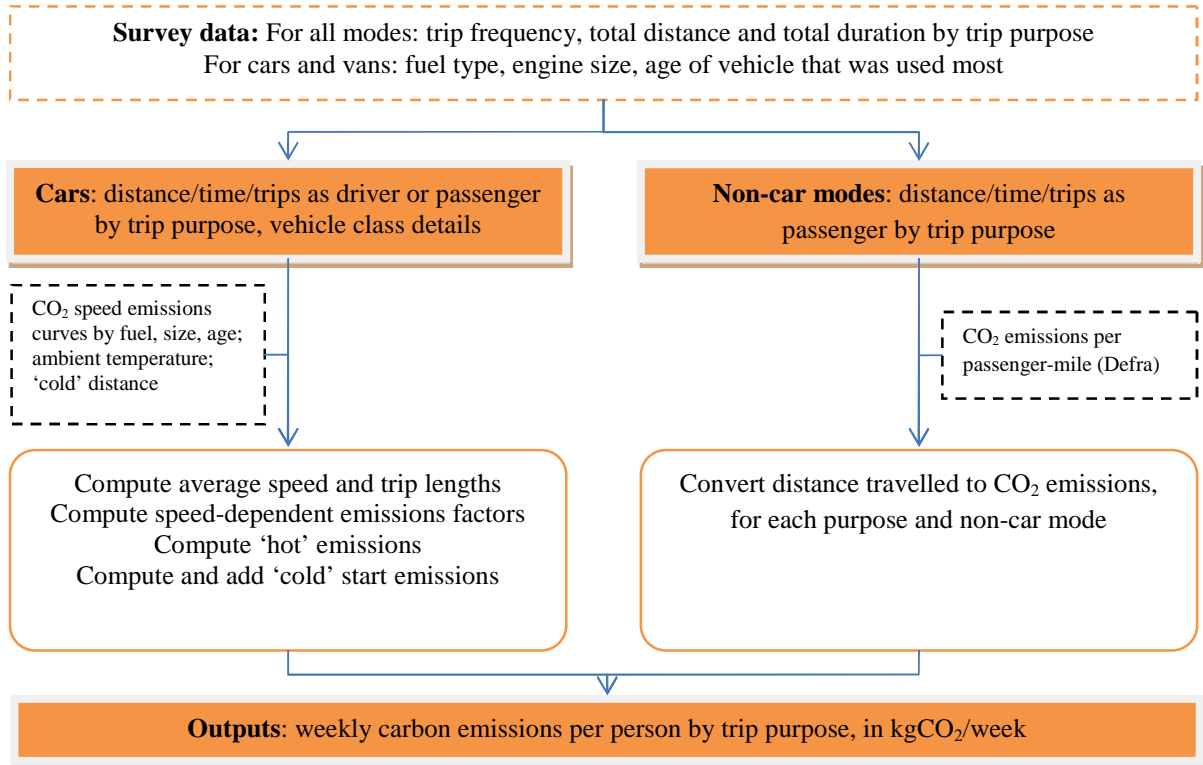 Survey data: For all modes: trip frequency, total distance and total duration by trip purpose
For cars and vans: fuel type, engine size, age of vehicle that was used most
Cars: distance/time/trips as driver or passenger
by trip purpose, vehicle class details
Non-car modes: distance/time/trips as
passenger by trip purpose
CO₂ speed emissions
curves by fuel, size, age;
ambient temperature;
‘cold’ distance
CO₂ emissions per
passenger-mile (Defra)
Compute average speed and trip lengths
Compute speed-dependent emissions factors
Compute ‘hot’ emissions
Compute and add ‘cold’ start emissions
Convert distance travelled to CO₂ emissions,
for each purpose and non-car mode
Outputs: weekly carbon emissions per person by trip purpose, in kgCO₂/week